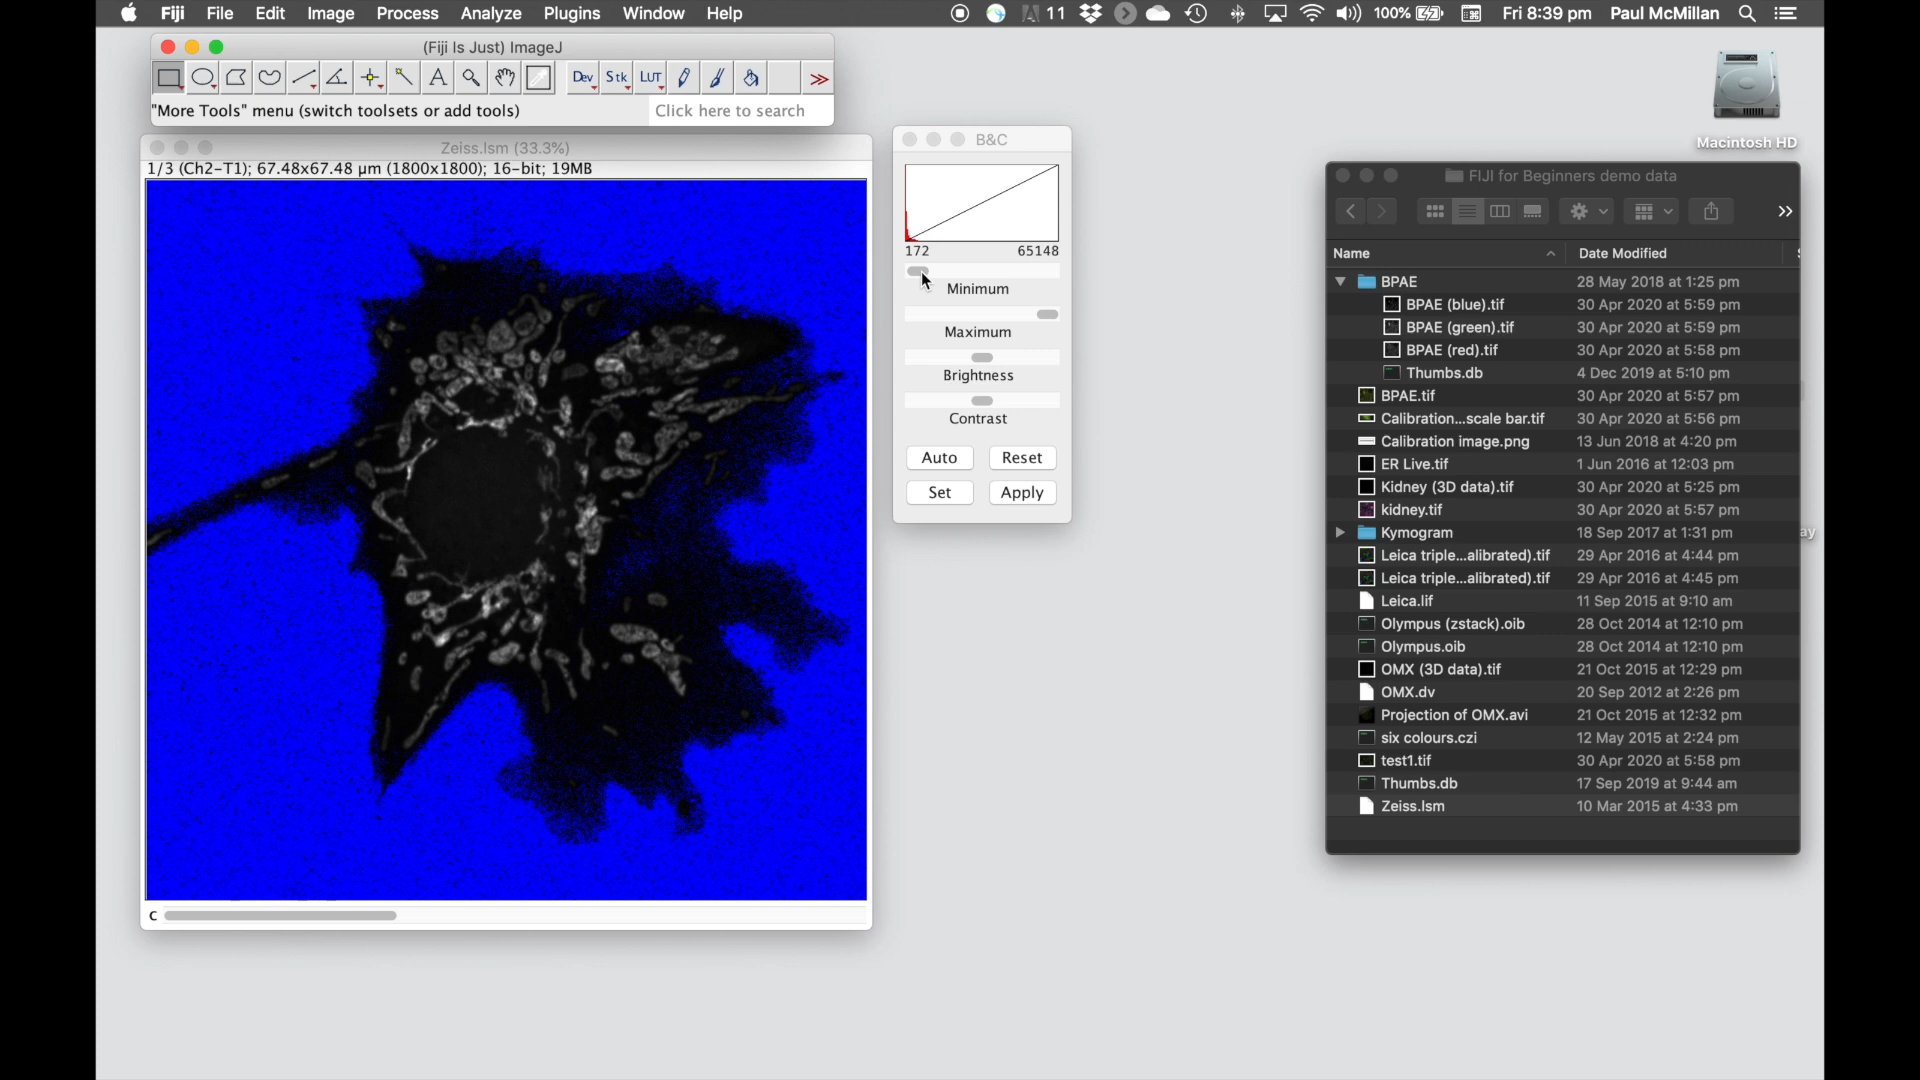 Fiji File Edit Image Process Analyze Plugins Window Help 11 100% Fri 8:39 pm Paul McMillan
(Fiji Is Just) ImageJ
A Dev Stk LUT
"More Tools" menu (switch toolsets or add tools) Click here to search
Zeiss.lsm (33.3%)
1/3 (Ch2-T1); 67.48x67.48 µm (1800x1800); 16-bit; 19MB
c
B&C
172 65148
Minimum
Maximum
Brightness
Contrast
Auto Reset
Set Apply
Macintosh HD
FIJI for Beginners demo data
Name Date Modified
BPAE 28 May 2018 at 1:25 pm
BPAE (blue).tif 30 Apr 2020 at 5:59 pm
BPAE (green).tif 30 Apr 2020 at 5:59 pm
BPAE (red).tif 30 Apr 2020 at 5:58 pm
Thumbs.db 4 Dec 2019 at 5:10 pm
BPAE.tif 30 Apr 2020 at 5:57 pm
Calibration...scale bar.tif 30 Apr 2020 at 5:56 pm
Calibration image.png 13 Jun 2018 at 4:20 pm
ER Live.tif 1 Jun 2016 at 12:03 pm
Kidney (3D data).tif 30 Apr 2020 at 5:25 pm
kidney.tif 30 Apr 2020 at 5:57 pm
Kymogram 18 Sep 2017 at 1:31 pm ay
Leica triple...alibrated).tif 29 Apr 2016 at 4:44 pm
Leica triple...alibrated).tif 29 Apr 2016 at 4:45 pm
Leica.lif 11 Sep 2015 at 9:10 am
Olympus (zstack).oib 28 Oct 2014 at 12:10 pm
Olympus.oib 28 Oct 2014 at 12:10 pm
OMX (3D data).tif 21 Oct 2015 at 12:29 pm
OMX.dv 20 Sep 2012 at 2:26 pm
Projection of OMX.avi 21 Oct 2015 at 12:32 pm
six colours.czi 12 May 2015 at 2:24 pm
test1.tif 30 Apr 2020 at 5:58 pm
Thumbs.db 17 Sep 2019 at 9:44 am
Zeiss.lsm 10 Mar 2015 at 4:33 pm